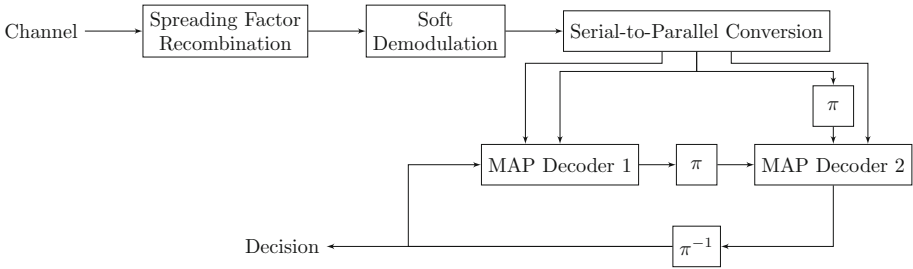 Channel
Spreading Factor
Recombination
Soft
Demodulation
Serial-to-Parallel Conversion
π
MAP Decoder 1
π
MAP Decoder 2
Decision
π⁻¹